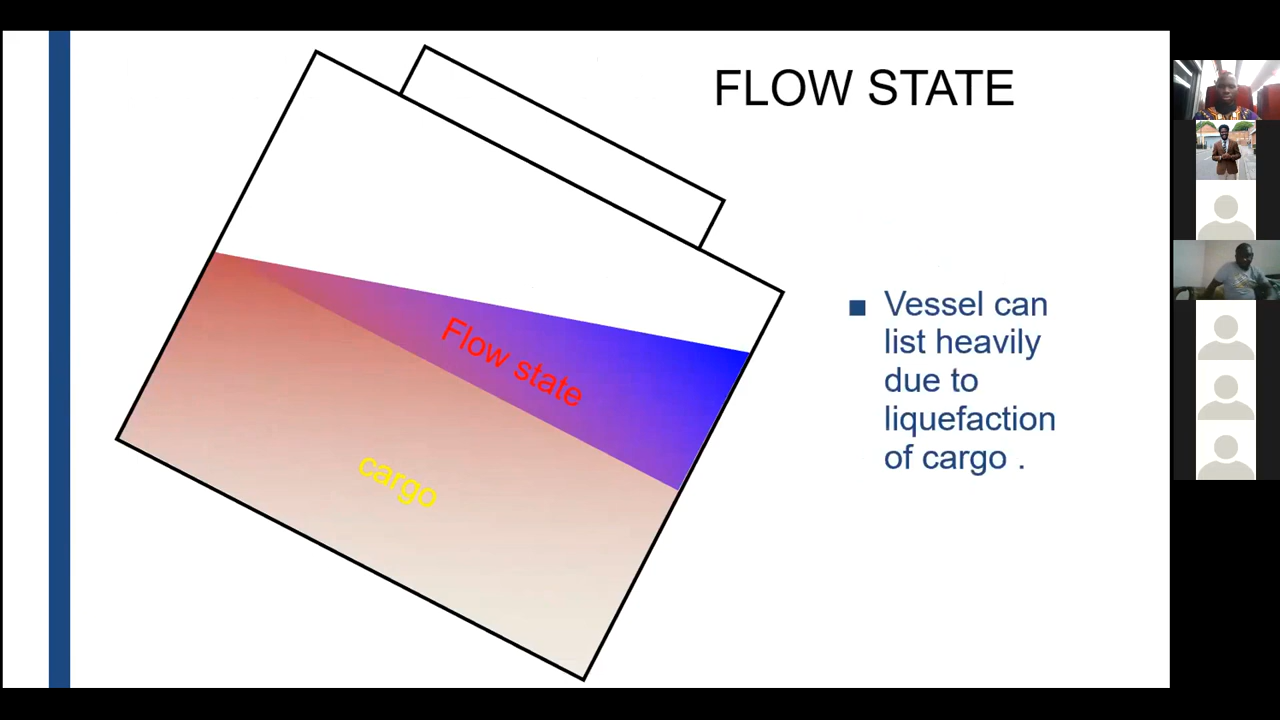 FLOW STATE
Flow state
cargo
Vessel can
list heavily
due to
liquefaction
of cargo .